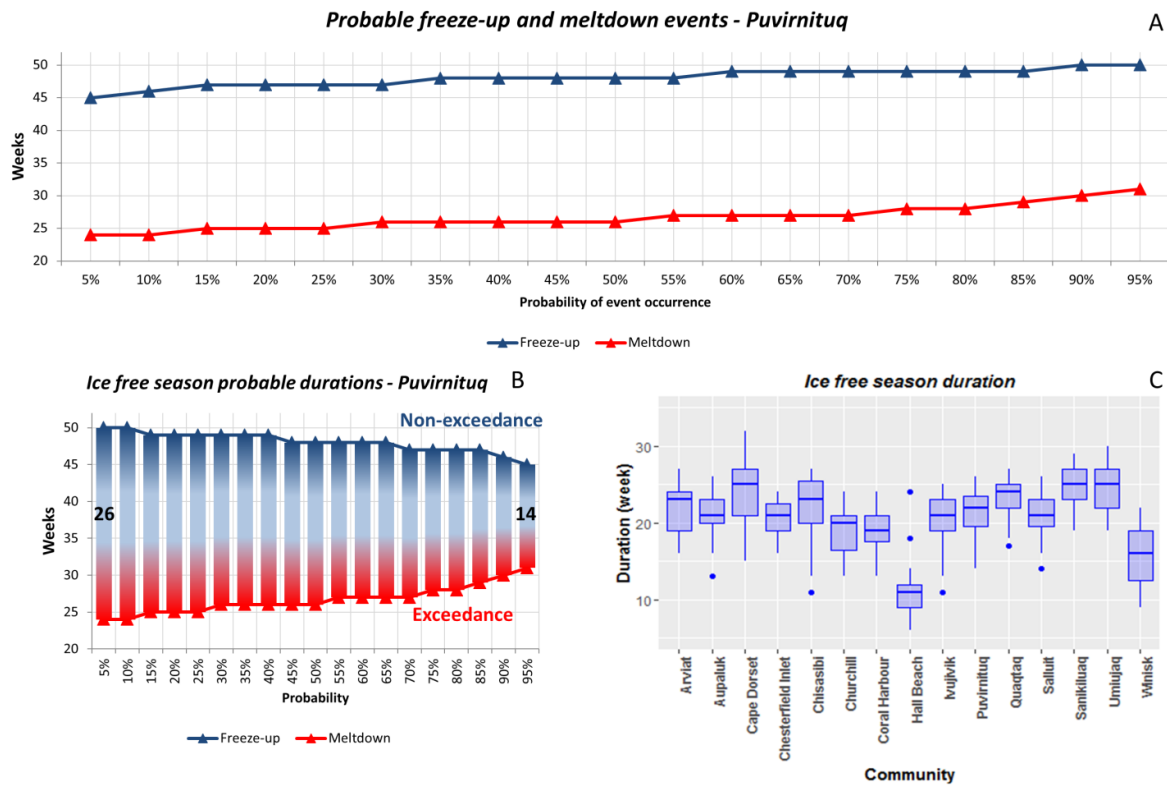 Probable freeze-up and meltdown events - Puvirnituq
A
50
45
40
35
30
25
20
Weeks
5% 10% 15% 20% 25% 30% 35% 40% 45% 50% 55% 60% 65% 70% 75% 80% 85% 90% 95%
Probability of event occurrence
Freeze-up Meltdown
Ice free season probable durations - Puvirnituq
B
Non-exceedance
50
45
40
35
30
25
20
Weeks
26
14
Exceedance
5% 10% 15% 20% 25% 30% 35% 40% 45% 50% 55% 60% 65% 70% 75% 80% 85% 90% 95%
Probability
Freeze-up Meltdown
Ice free season duration
C
30
20
10
Duration (week)
Arviat
Aupaluk
Cape Dorset
Chesterfield Inlet
Chisasibi
Churchill
Coral Harbour
Hall Beach
Ivujivik
Puvirnituq
Quaqtaq
Salluit
Sanikiluaq
Umiujaq
Winisk
Community